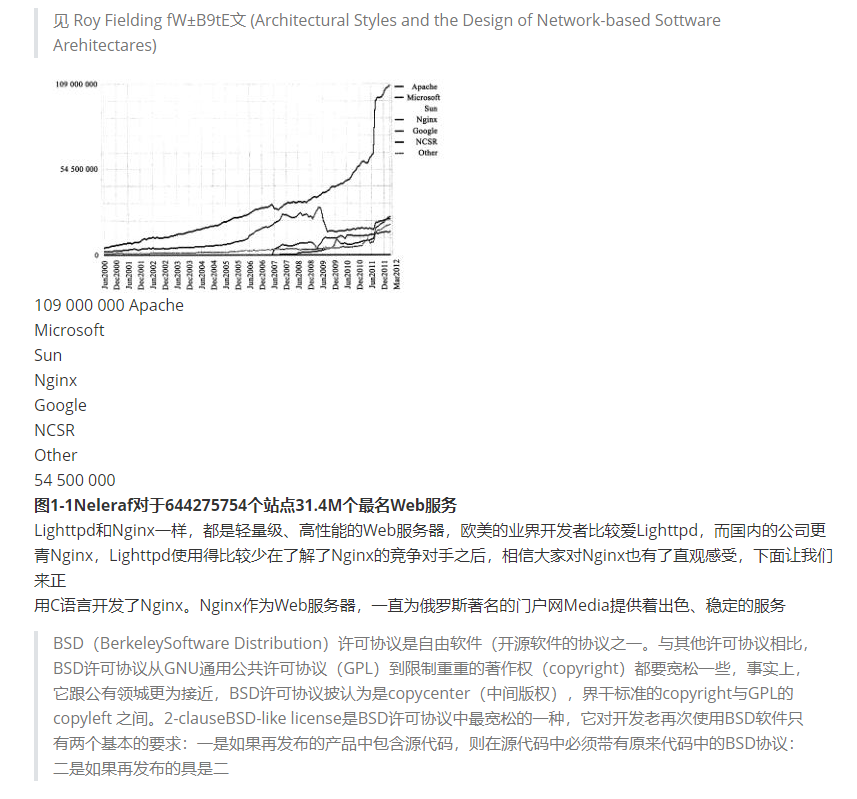 见 Roy Fielding fW±B9tE文 (Architectural Styles and the Design of Network-based Sottware
Arehitectares)
109 000 000
54 500 000
0
Apache
Microsoft
Sun
Nginx
Google
NCSR
Other
Jun2000
Dec2000
Jun2001
Dec2001
Jun2002
Dec2002
Jun2003
Dec2003
Jun2004
Dec2004
Jun2005
Dec2005
Jun2006
Dec2006
Jun2007
Dec2007
Jun2008
Dec2008
Jun2009
Dec2009
Jun2010
Dec2010
Jun2011
Dec2011
Mar2012
109 000 000 Apache
Microsoft
Sun
Nginx
Google
NCSR
Other
54 500 000
图1-1Neleraf对于644275754个站点31.4M个最名Web服务
Lighttpd和Nginx一样，都是轻量级、高性能的Web服务器，欧美的业界开发者比较爱Lighttpd，而国内的公司更
青Nginx，Lighttpd使用得比较少在了解了Nginx的竞争对手之后，相信大家对Nginx也有了直观感受，下面让我们
来正
用C语言开发了Nginx。Nginx作为Web服务器，一直为俄罗斯著名的门户网Media提供着出色、稳定的服务
BSD（BerkeleySoftware Distribution）许可协议是自由软件（开源软件的协议之一。与其他许可协议相比，
BSD许可协议从GNU通用公共许可协议（GPL）到限制重重的著作权（copyright）都要宽松一些，事实上，
它跟公有领城更为接近，BSD许可协议披认为是copycenter（中间版权），界干标准的copyright与GPL的
copyleft 之间。2-clauseBSD-like license是BSD许可协议中最宽松的一种，它对开发老再次使用BSD软件只
有两个基本的要求：一是如果再发布的产品中包含源代码，则在源代码中必须带有原来代码中的BSD协议：
二是如果再发布的具是二